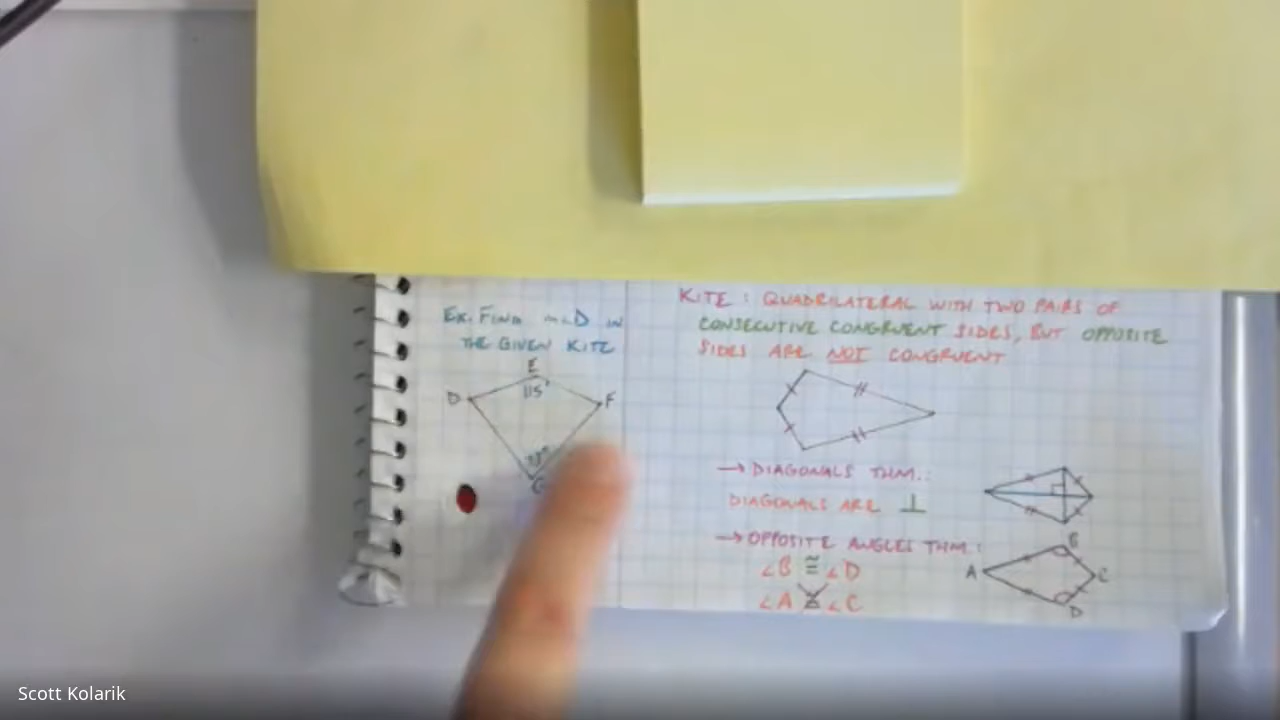 Ex. FIND m∠D IN
THE GIVEN KITE
E
115°
D
F
KITE : QUADRILATERAL WITH TWO PAIRS OF
CONSECUTIVE CONGRUENT SIDES, BUT OPPOSITE
SIDES ARE NOT CONGRUENT
→ DIAGONALS THM.:
DIAGONALS ARE ⊥
→ OPPOSITE ANGLES THM.:
∠B ≅ ∠D
∠A ≇ ∠C
B
A
C
D
Scott Kolarik